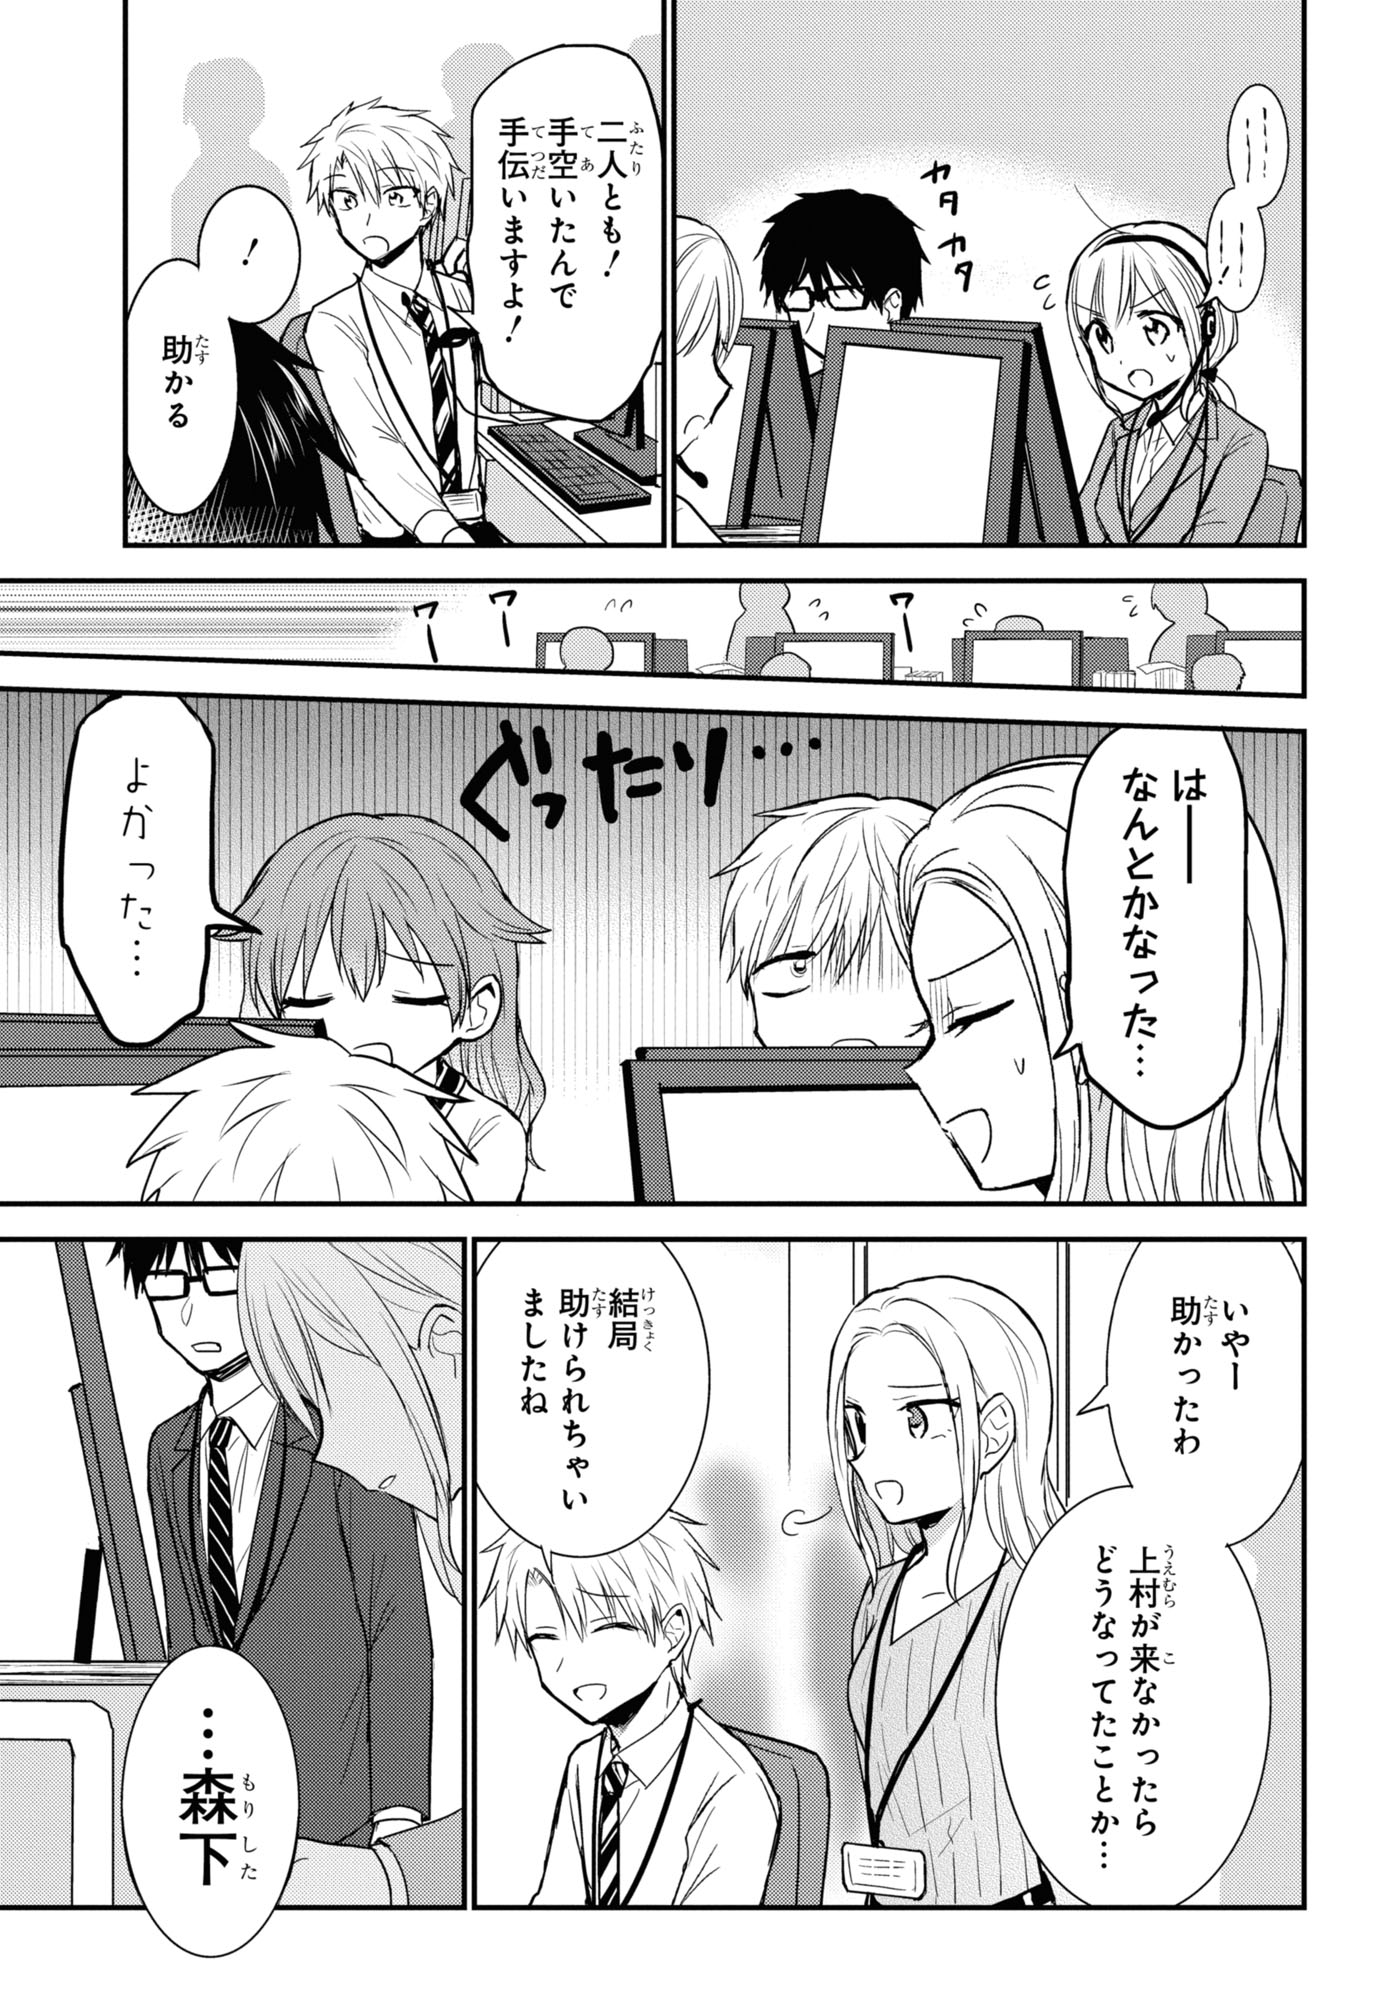 カタ
カタ
二人とも！
手空いたんで
手伝いますよ！
！
助かる
ワー
ワー
ワー
はー
なんとかなった…
ぐったり…
よかった…
いやー
助かったわ
上村が来なかったら
どうなってたことか…
結局
助けられちゃい
ましたね
…森下